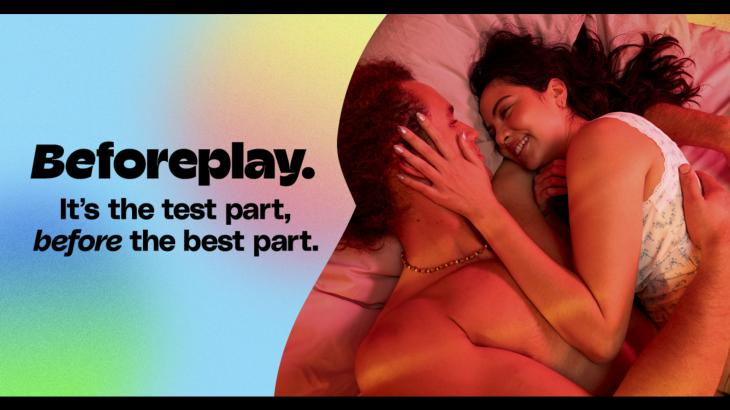 Beforeplay.
It's the test part,
before the best part.